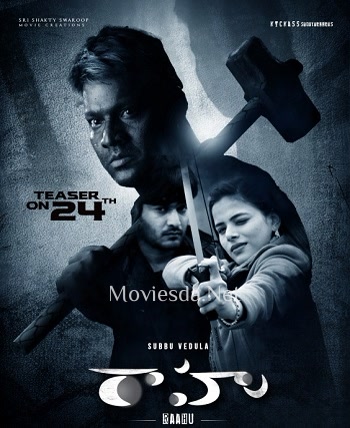 SRI SHAKTY SWAROOP
MOVIE CREATIONS
TEASER
ON 24TH
Moviesda.Net
SUBBU VEDULA
రాహు
RAAHU